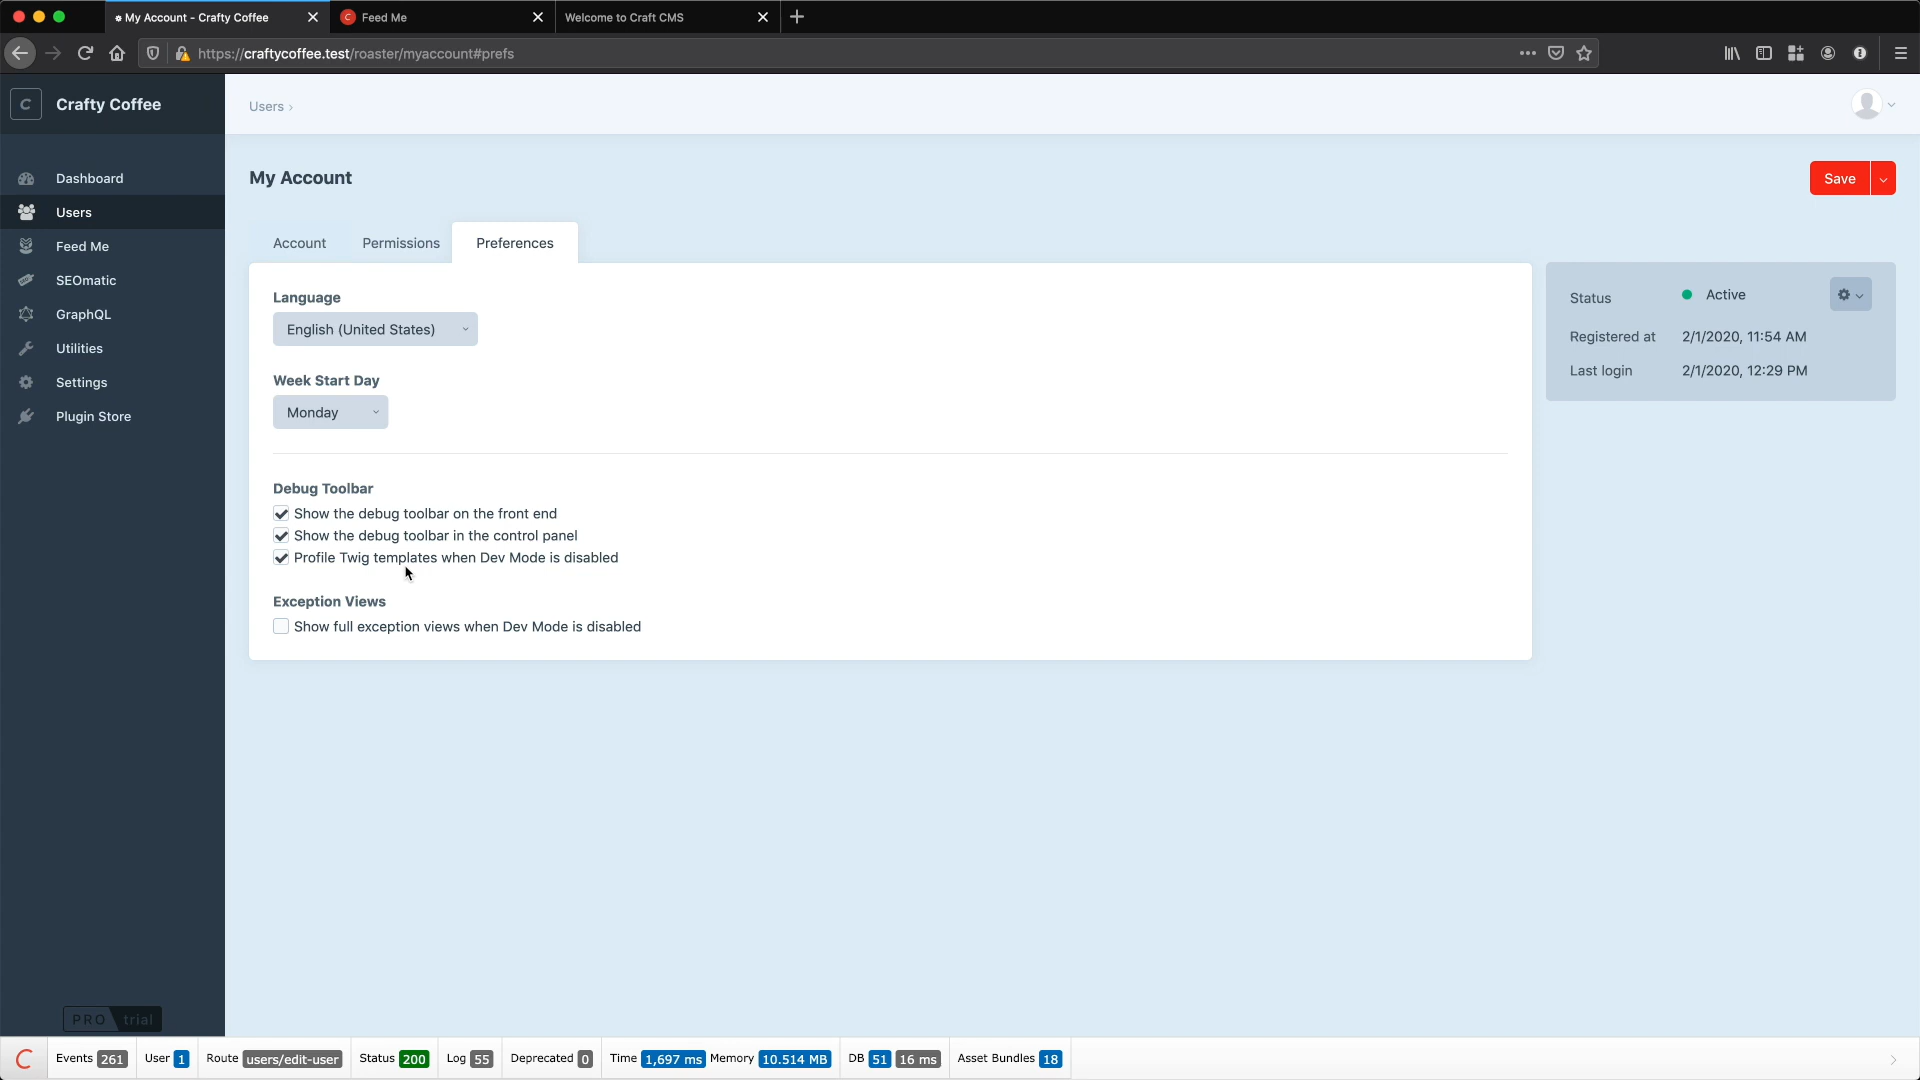 My Account - Crafty Coffee
Feed Me
Welcome to Craft CMS
https://craftycoffee.test/roaster/myaccount#prefs
C Crafty Coffee
Users ›
Dashboard
Users
Feed Me
SEOmatic
GraphQL
Utilities
Settings
Plugin Store
PRO trial
My Account
Save
Account Permissions Preferences
Language
English (United States)
Week Start Day
Monday
Debug Toolbar
Show the debug toolbar on the front end
Show the debug toolbar in the control panel
Profile Twig templates when Dev Mode is disabled
Exception Views
Show full exception views when Dev Mode is disabled
Status Active
Registered at 2/1/2020, 11:54 AM
Last login 2/1/2020, 12:29 PM
Events 261 User 1 Route users/edit-user Status 200 Log 55 Deprecated 0 Time 1,697 ms Memory 10.514 MB DB 51 16 ms Asset Bundles 18